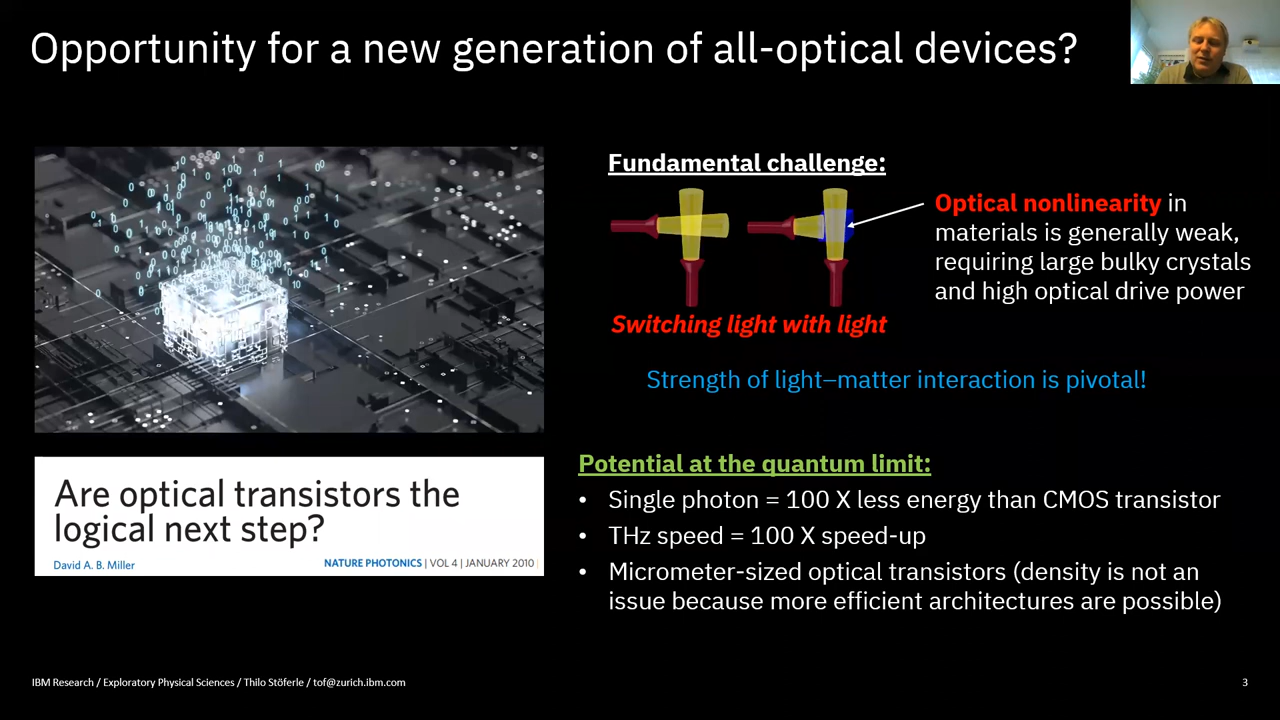 Opportunity for a new generation of all-optical devices?
Fundamental challenge:
Optical nonlinearity in
materials is generally weak,
requiring large bulky crystals
and high optical drive power
Switching light with light
Strength of light–matter interaction is pivotal!
Are optical transistors the
logical next step?
David A. B. Miller
NATURE PHOTONICS | VOL 4 | JANUARY 2010
Potential at the quantum limit:
• Single photon = 100 X less energy than CMOS transistor
• THz speed = 100 X speed-up
• Micrometer-sized optical transistors (density is not an
issue because more efficient architectures are possible)
IBM Research / Exploratory Physical Sciences / Thilo Stöferle / tof@zurich.ibm.com
3